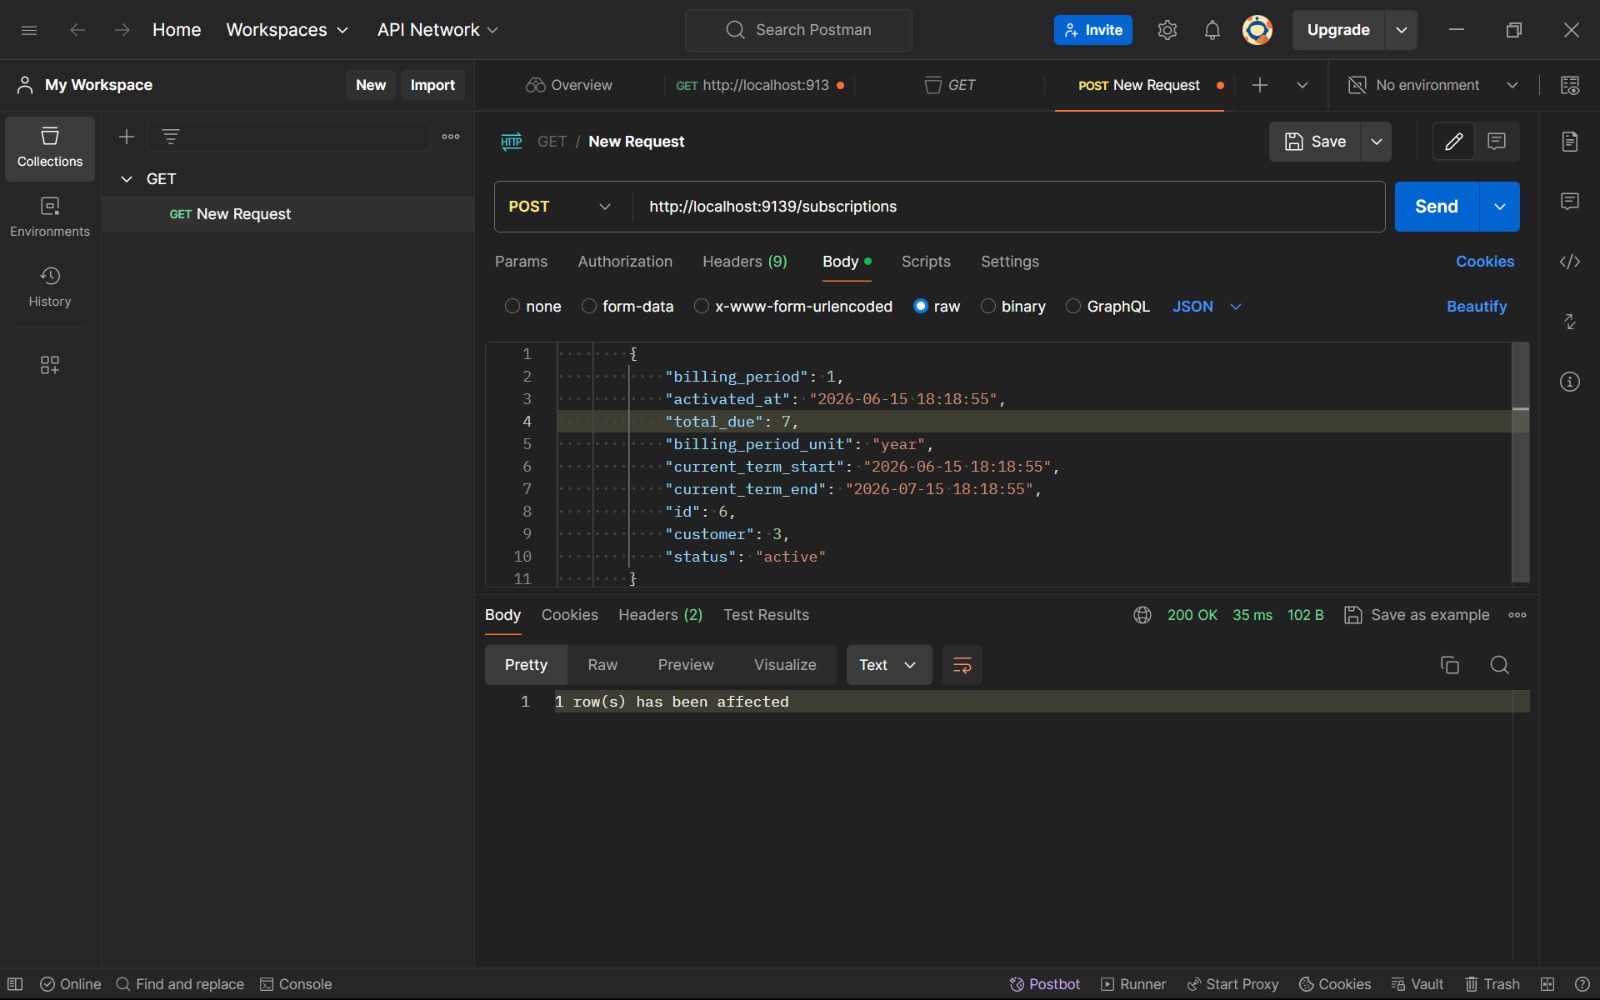 Home
Workspaces
API Network
Search Postman
Invite
Upgrade
My Workspace
New
Import
Overview
GET http://localhost:913
GET
POST New Request
No environment
Collections
GET
GET New Request
Environments
History
HTTP
GET / New Request
Save
POST
http://localhost:9139/subscriptions
Send
Params
Authorization
Headers (9)
Body
Scripts
Settings
Cookies
none
form-data
x-www-form-urlencoded
raw
binary
GraphQL
JSON
Beautify
1 {
2 "billing_period": 1,
3 "activated_at": "2026-06-15 18:18:55",
4 "total_due": 7,
5 "billing_period_unit": "year",
6 "current_term_start": "2026-06-15 18:18:55",
7 "current_term_end": "2026-07-15 18:18:55",
8 "id": 6,
9 "customer": 3,
10 "status": "active"
11 }
Body
Cookies
Headers (2)
Test Results
200 OK
35 ms
102 B
Save as example
Pretty
Raw
Preview
Visualize
Text
1 1 row(s) has been affected
Online
Find and replace
Console
Postbot
Runner
Start Proxy
Cookies
Vault
Trash